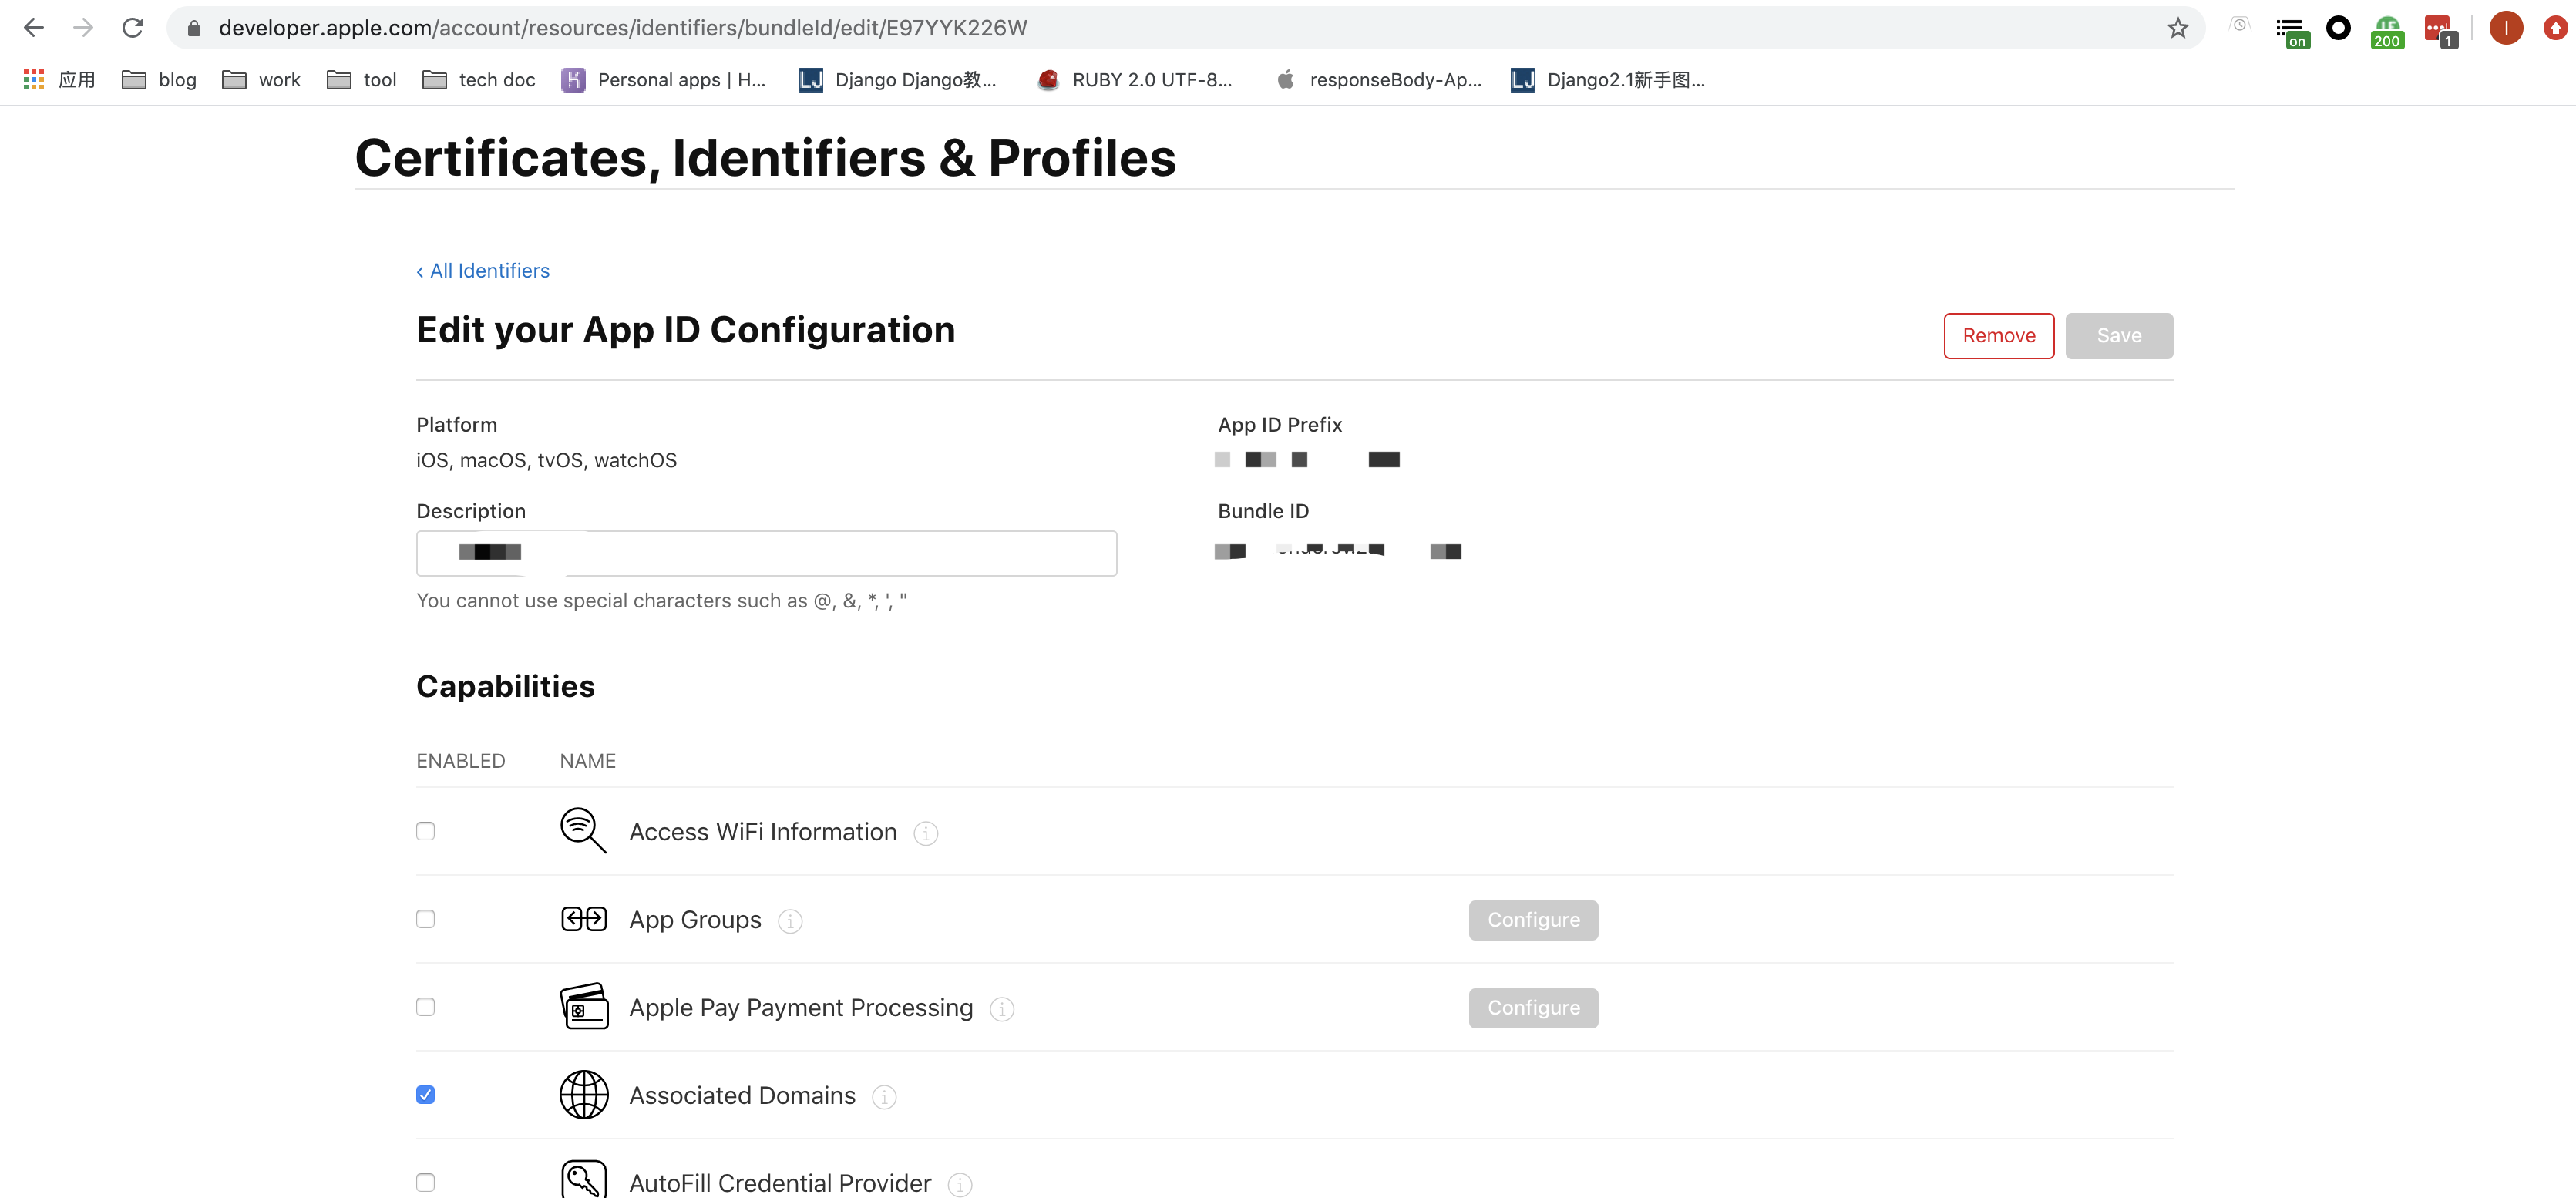 developer.apple.com/account/resources/identifiers/bundleId/edit/E97YYK226W
on
LF
200
1
I
应用
blog
work
tool
tech doc
Personal apps | H...
LJ
Django Django教...
RUBY 2.0 UTF-8...
responseBody-Ap...
LJ
Django2.1新手图...
Certificates, Identifiers & Profiles
‹ All Identifiers
Edit your App ID Configuration
Remove
Save
Platform
App ID Prefix
iOS, macOS, tvOS, watchOS
Description
Bundle ID
You cannot use special characters such as @, &, *, ', "
Capabilities
ENABLED
NAME
Access WiFi Information
App Groups
Configure
Apple Pay Payment Processing
Configure
Associated Domains
AutoFill Credential Provider